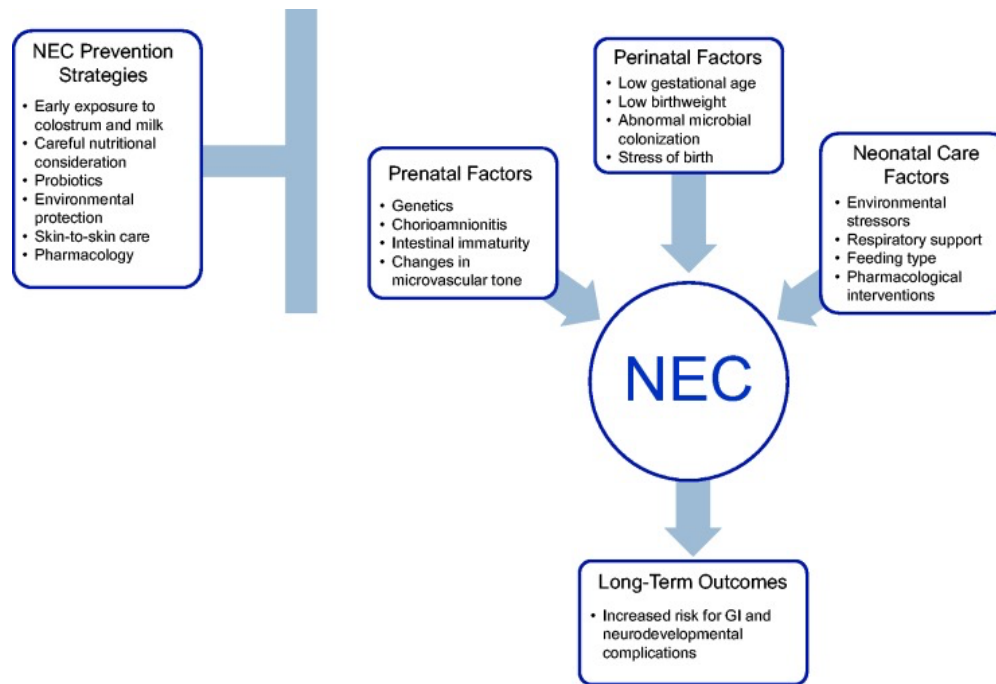 NEC Prevention
Strategies
• Early exposure to
colostrum and milk
• Careful nutritional
consideration
• Probiotics
• Environmental
protection
• Skin-to-skin care
• Pharmacology
Prenatal Factors
• Genetics
• Chorioamnionitis
• Intestinal immaturity
• Changes in
microvascular tone
Perinatal Factors
• Low gestational age
• Low birthweight
• Abnormal microbial
colonization
• Stress of birth
Neonatal Care
Factors
• Environmental
stressors
• Respiratory support
• Feeding type
• Pharmacological
interventions
NEC
Long-Term Outcomes
• Increased risk for GI and
neurodevelopmental
complications